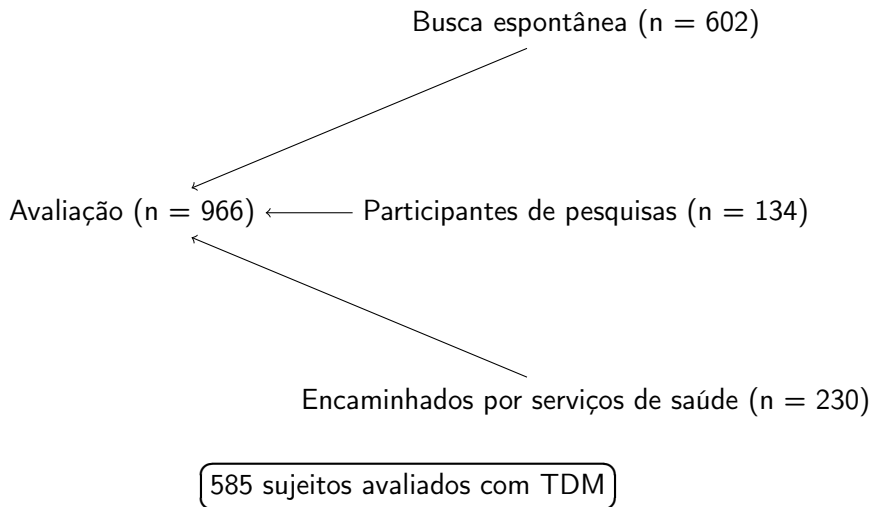 Busca espontânea (n = 602)
Avaliação (n = 966)
Participantes de pesquisas (n = 134)
Encaminhados por serviços de saúde (n = 230)
585 sujeitos avaliados com TDM